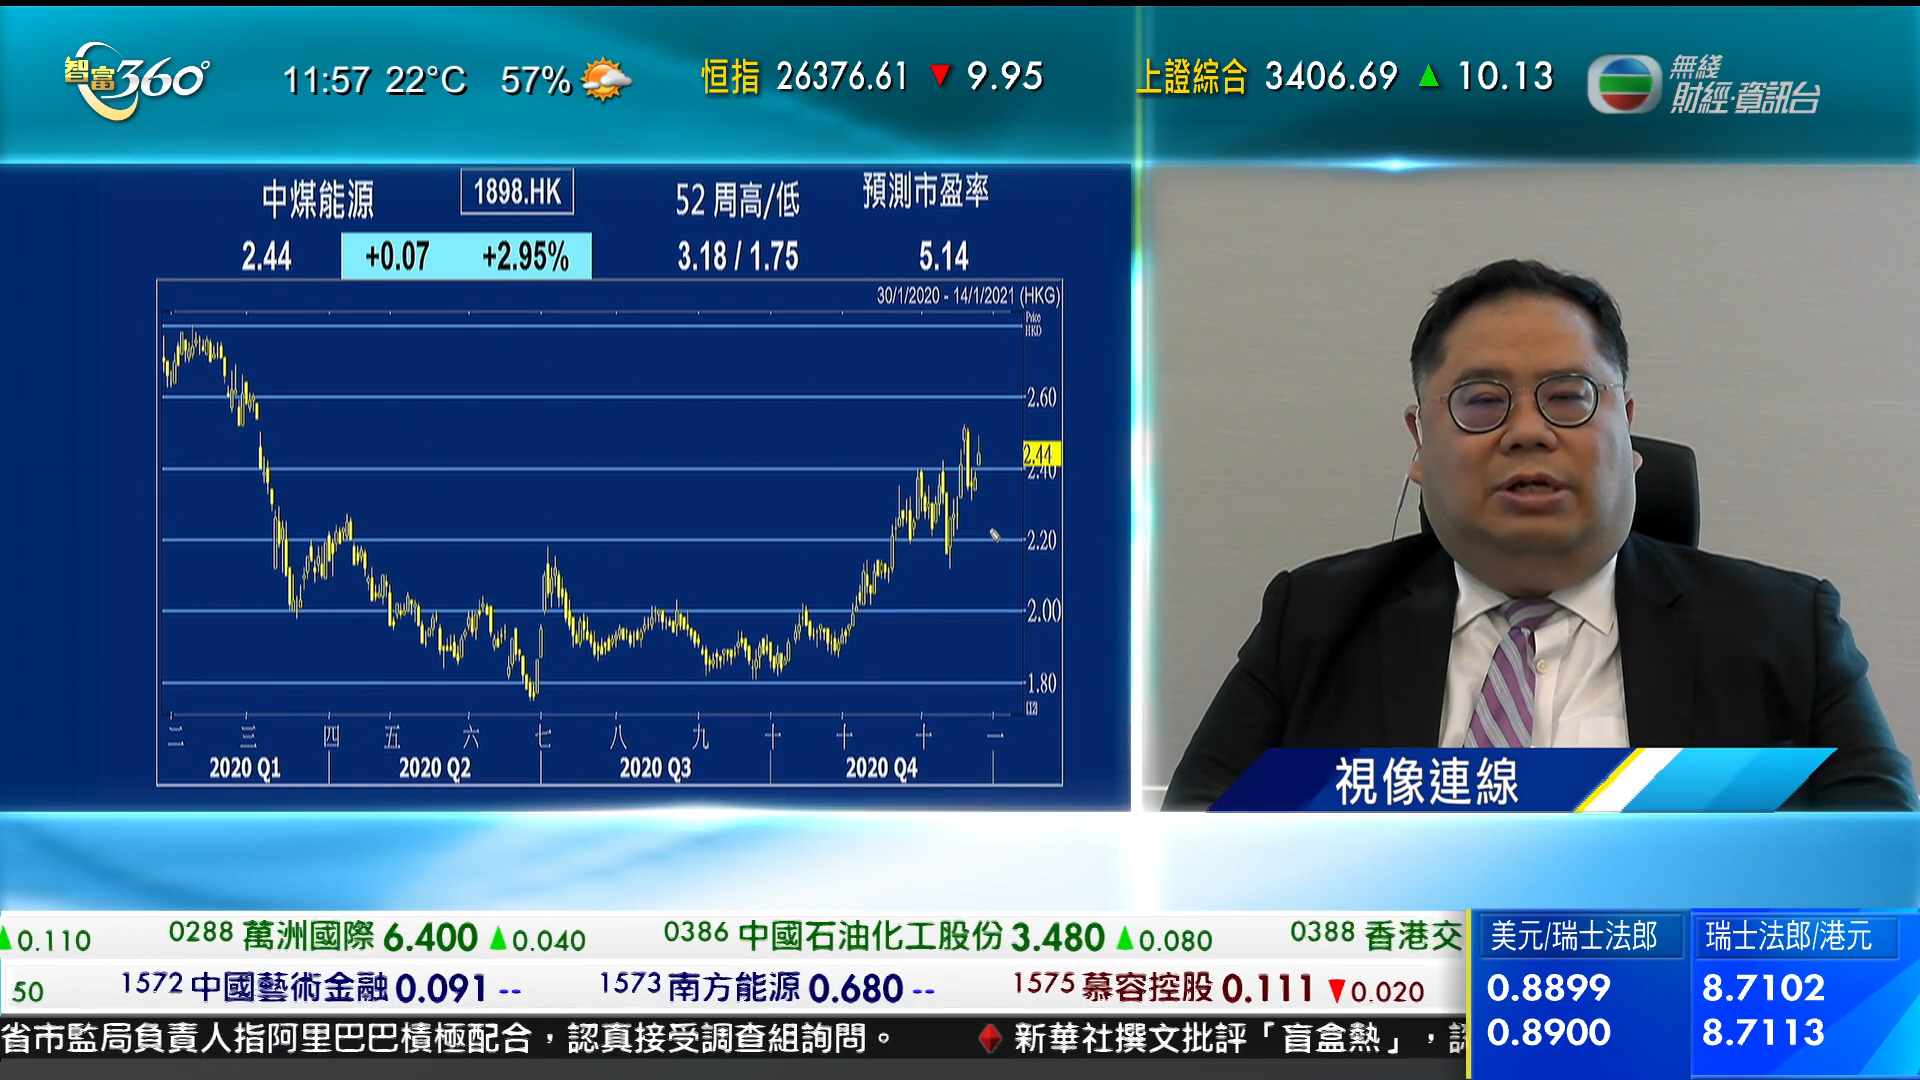 智富360°
11:57 22°C 57%
恒指 26376.61 ▼ 9.95
上證綜合 3406.69 ▲ 10.13
無綫
財經·資訊台
中煤能源 1898.HK 52 周高/低 預測市盈率
2.44 +0.07 +2.95% 3.18 / 1.75 5.14
30/1/2020 - 14/1/2021 (HKG)
Price
HKD
2.60
2.44
2.40
2.20
2.00
1.80
二 三 四 五 六 七 八 九 十 十 十 一
2020 Q1 2020 Q2 2020 Q3 2020 Q4
視像連線
▲0.110 0288 萬洲國際 6.400 ▲0.040 0386 中國石油化工股份 3.480 ▲0.080 0388 香港交
50 1572 中國藝術金融 0.091 -- 1573 南方能源 0.680 -- 1575 慕容控股 0.111 ▼0.020
省市監局負責人指阿里巴巴積極配合，認真接受調查組詢問。 新華社撰文批評「盲盒熱」，
美元/瑞士法郎
0.8899
0.8900
瑞士法郎/港元
8.7102
8.7113